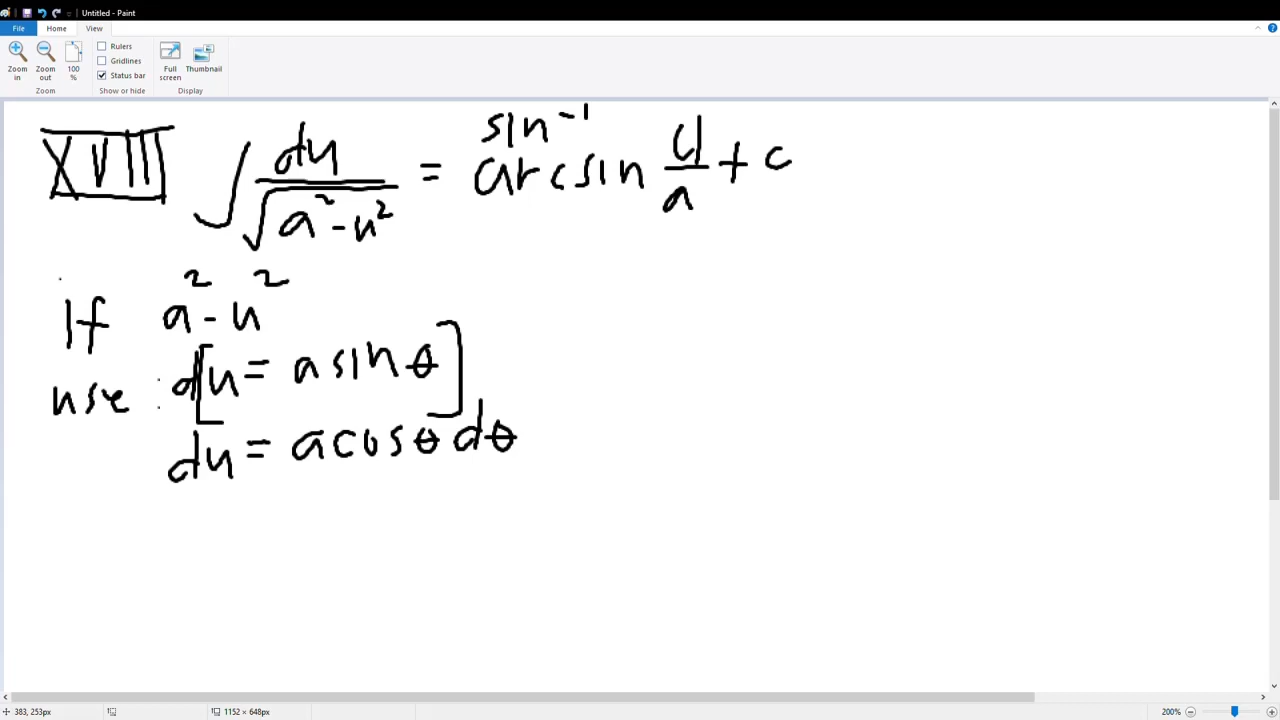 Untitled - Paint
File Home View
Zoom in Zoom out 100 % Rulers Gridlines Status bar Full screen Thumbnail
Zoom Show or hide Display
XVIII ∫ du/√(a²-u²) = sin⁻¹ arcsin u/a + c
If a²-u²
use : [du = a sin θ]
du = a cos θ dθ
383, 253px 1152 × 648px 200%